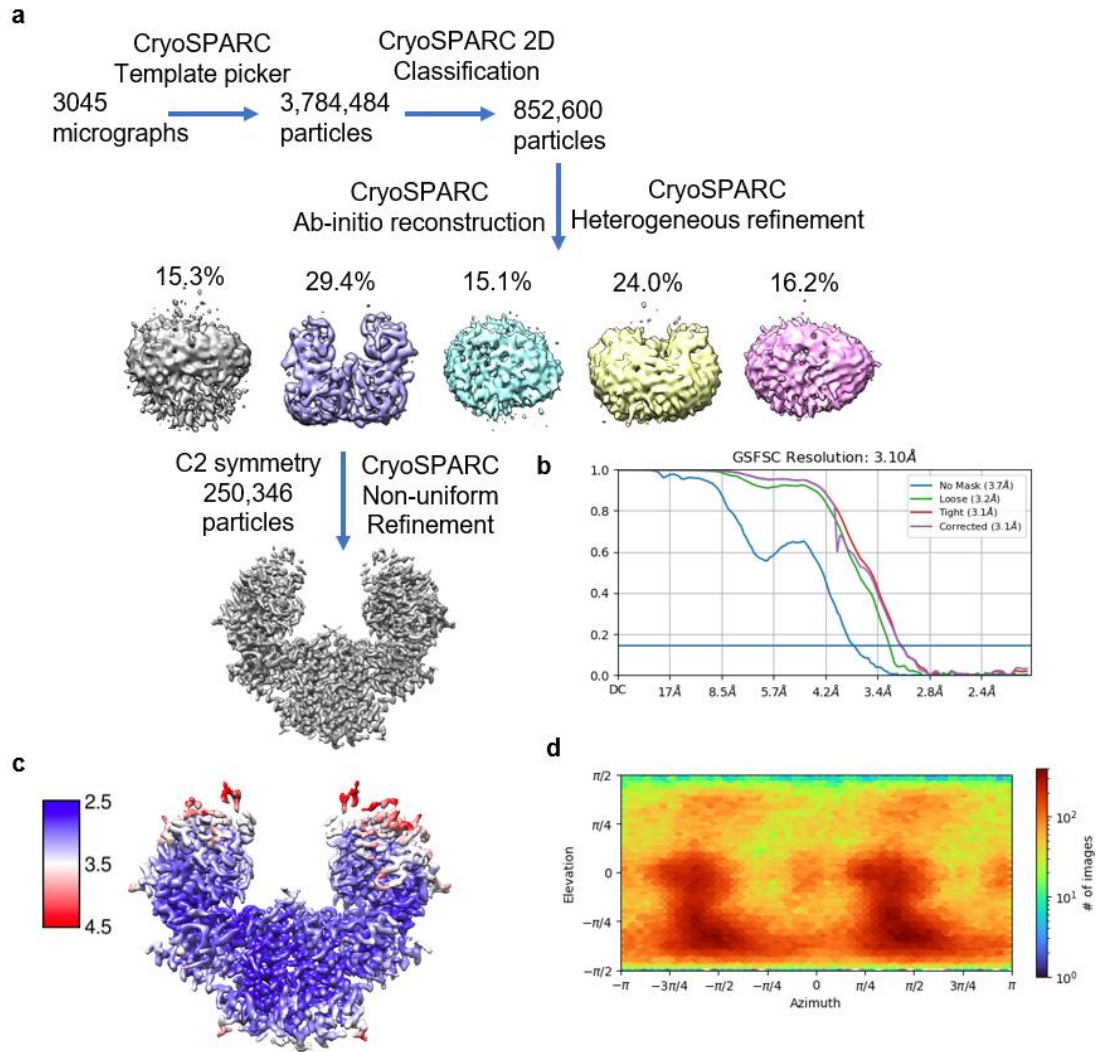 a
CryoSPARC
Template picker
CryoSPARC 2D
Classification
3045
micrographs
3,784,484
particles
852,600
particles
CryoSPARC
Ab-initio reconstruction
CryoSPARC
Heterogeneous refinement
15.3%
29.4%
15.1%
24.0%
16.2%
C2 symmetry
250,346
particles
CryoSPARC
Non-uniform
Refinement
b
GSFSC Resolution: 3.10Å
1.0
0.8
0.6
0.4
0.2
0.0
No Mask (3.7Å)
Loose (3.2Å)
Tight (3.1Å)
Corrected (3.1Å)
DC
17Å
8.5Å
5.7Å
4.2Å
3.4Å
2.8Å
2.4Å
c
2.5
3.5
4.5
d
π/2
π/4
0
−π/4
−π/2
Elevation
−π
−3π/4
−π/2
−π/4
0
π/4
π/2
3π/4
π
Azimuth
10²
10¹
10⁰
# of images